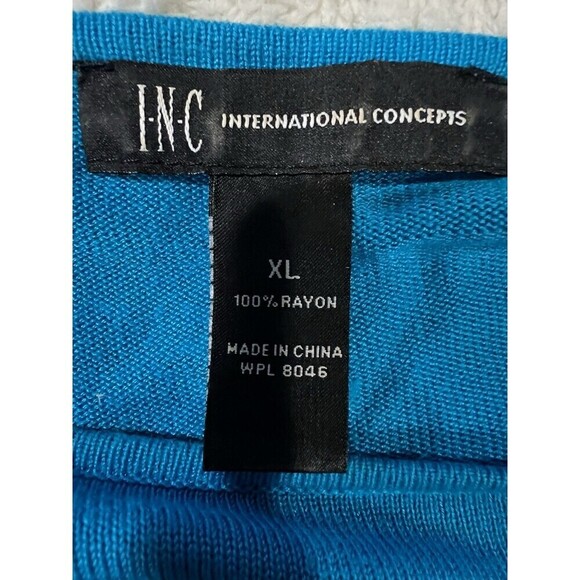 I·N·C INTERNATIONAL CONCEPTS
XL
100% RAYON
MADE IN CHINA
WPL 8046